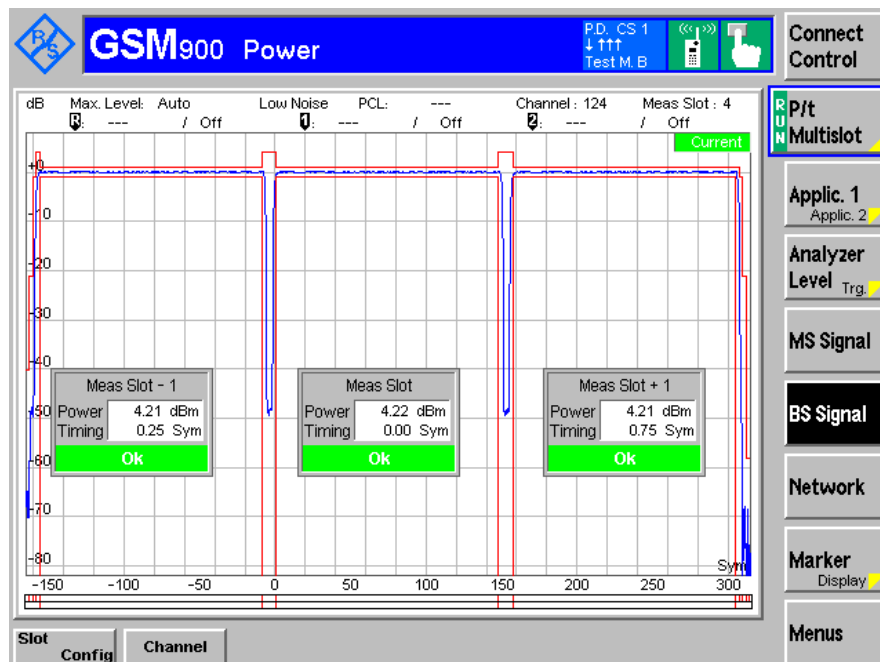 R/S
GSM900 Power
P.D. CS 1
↓ ↑↑↑
Test M. B
Connect Control
dB Max. Level: Auto Low Noise PCL: --- Channel : 124 Meas Slot : 4
R: --- / Off 1: --- / Off 2: --- / Off
Current
RUN
P/t Multislot
Applic. 1
Applic. 2
Analyzer Level Trg.
MS Signal
BS Signal
Network
Marker
Display
Menus
+0
-10
-20
-30
-40
-50
-60
-70
-80
Meas Slot - 1
Power 4.21 dBm
Timing 0.25 Sym
Ok
Meas Slot
Power 4.22 dBm
Timing 0.00 Sym
Ok
Meas Slot + 1
Power 4.21 dBm
Timing 0.75 Sym
Ok
Sym
-150 -100 -50 0 50 100 150 200 250 300
Slot Config
Channel